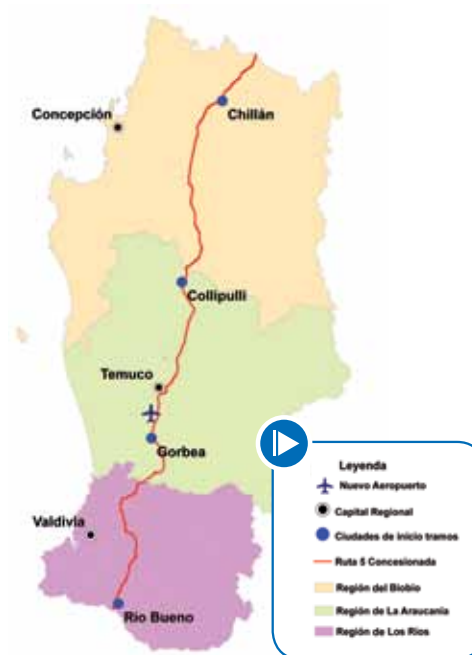 Concepción
Chillán
Collipulli
Temuco
Gorbea
Valdivia
Río Bueno
Leyenda
Nuevo Aeropuerto
Capital Regional
Ciudades de inicio tramos
Ruta 5 Concesionada
Región del Biobío
Región de La Araucanía
Región de Los Ríos